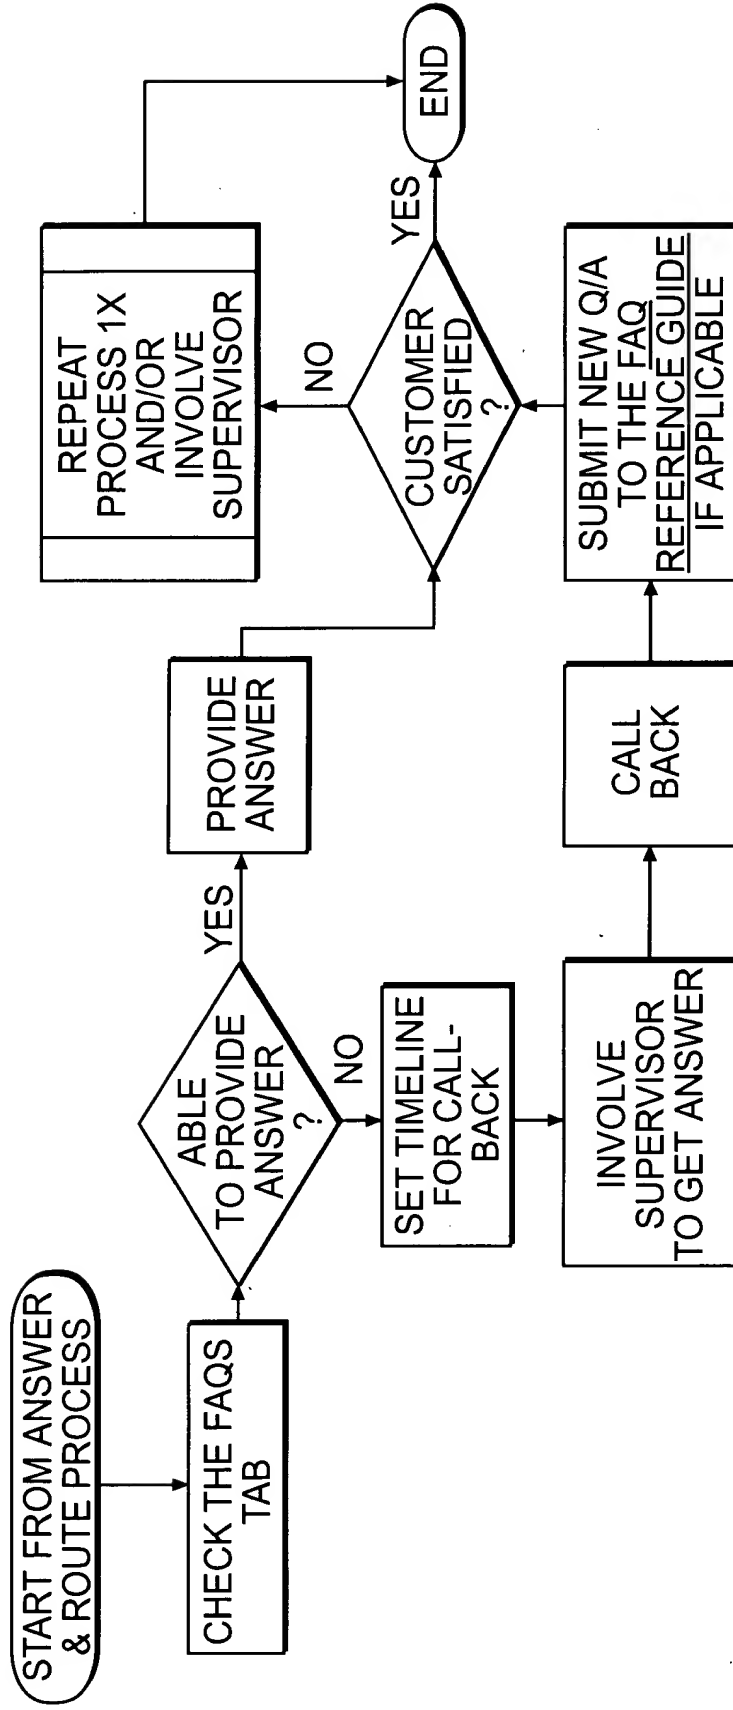 START FROM ANSWER
& ROUTE PROCESS
CHECK THE FAQS
TAB
ABLE
TO PROVIDE
ANSWER
?
YES
NO
PROVIDE
ANSWER
SET TIMELINE
FOR CALL-
BACK
INVOLVE
SUPERVISOR
TO GET ANSWER
CALL
BACK
SUBMIT NEW Q/A
TO THE FAQ
REFERENCE GUIDE
IF APPLICABLE
CUSTOMER
SATISFIED
?
NO
YES
REPEAT
PROCESS 1X
AND/OR
INVOLVE
SUPERVISOR
END